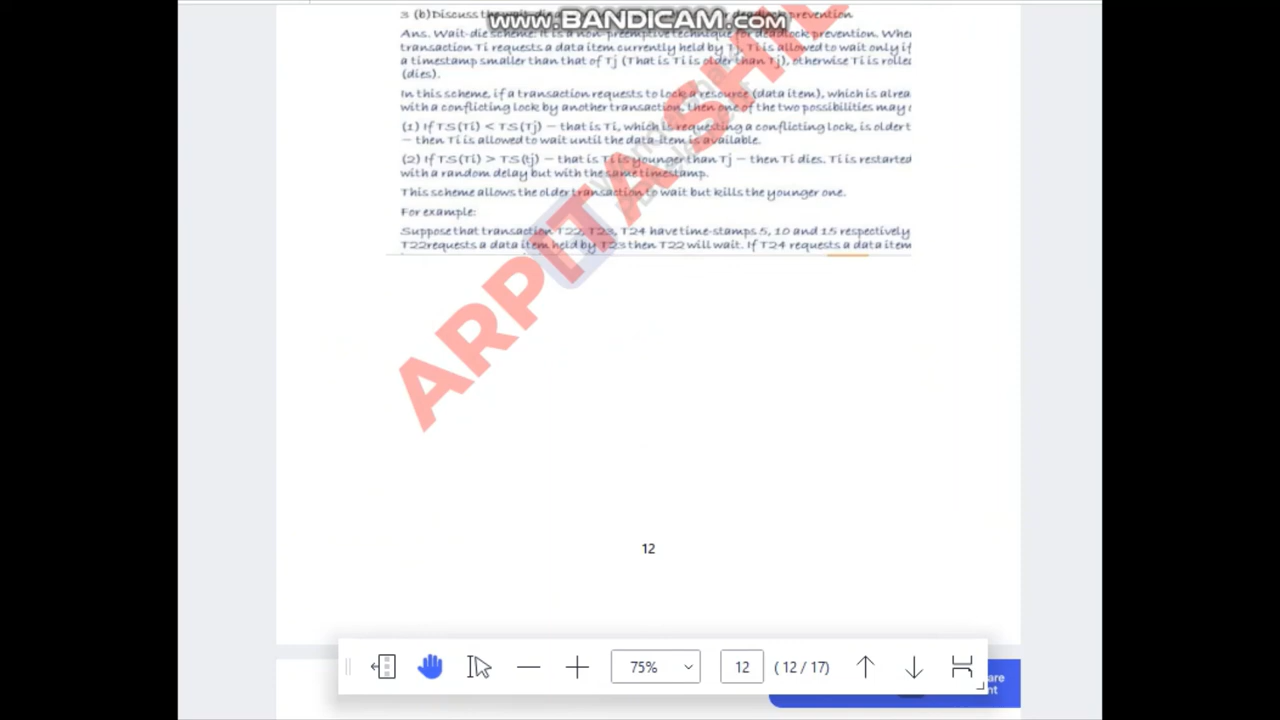 www.BANDICAM.com
3 (b)Discuss the wait-die deadlock prevention
Ans. Wait-die scheme: It is a non-preemptive technique for deadlock prevention. When
transaction Ti requests a data item currently held by Tj, Ti is allowed to wait only if
a timestamp smaller than that of Tj (That is Ti is older than Tj), otherwise Ti is rolled
(dies).
In this scheme, if a transaction requests to lock a resource (data item), which is alrea
with a conflicting lock by another transaction, then one of the two possibilities may
(1) If TS(Ti) < TS(Tj) – that is Ti, which is requesting a conflicting lock, is older t
– then Ti is allowed to wait until the data-item is available.
(2) If TS(Ti) > TS(tj) – that is Ti is younger than Tj – then Ti dies. Ti is restarted
with a random delay but with the same timestamp.
This scheme allows the older transaction to wait but kills the younger one.
For example:
Suppose that transaction T22, T23, T24 have time-stamps 5, 10 and 15 respectively
T22requests a data item held by T23 then T22 will wait. If T24 requests a data item
ARPITA SHIL
12
75%
12
( 12 / 17)